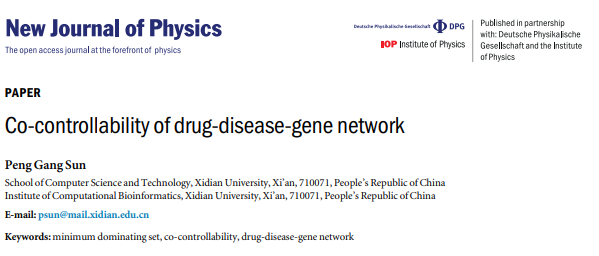 New Journal of Physics
The open access journal at the forefront of physics
Deutsche Physikalische Gesellschaft DPG
IOP Institute of Physics
Published in partnership
with: Deutsche Physikalische
Gesellschaft and the Institute
of Physics
PAPER
Co-controllability of drug-disease-gene network
Peng Gang Sun
School of Computer Science and Technology, Xidian University, Xi’an, 710071, People’s Republic of China
Institute of Computational Bioinformatics, Xidian University, Xi’an, 710071, People’s Republic of China
E-mail: psun@mail.xidian.edu.cn
Keywords: minimum dominating set, co-controllability, drug-disease-gene network